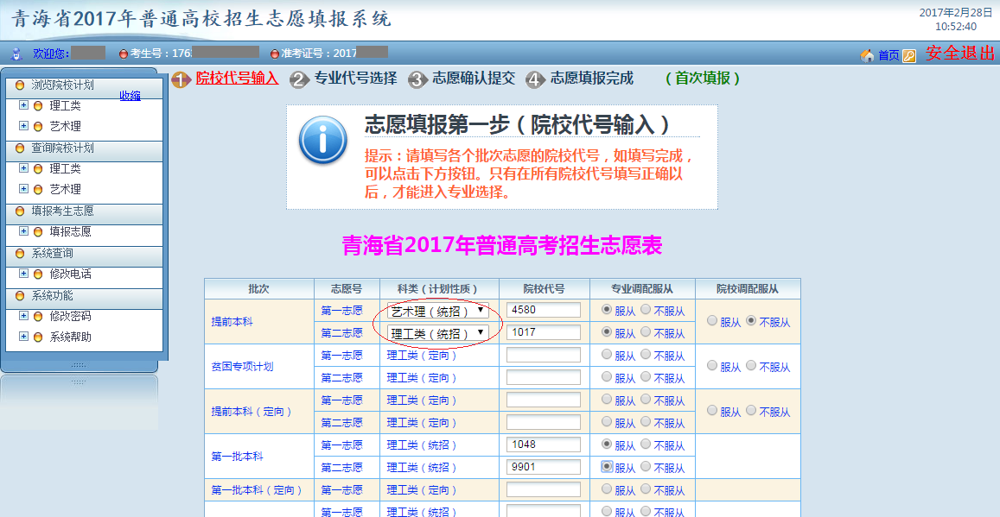 青海省2017年普通高校招生志愿填报系统
2017年2月28日
10:52:40
欢迎您: 考生号：176 准考证号：2017 首页 安全退出
浏览院校计划
收缩
理工类
艺术理
查询院校计划
理工类
艺术理
填报考生志愿
填报志愿
系统查询
修改电话
系统功能
修改密码
系统帮助
1 院校代号输入 2 专业代号选择 3 志愿确认提交 4 志愿填报完成 （首次填报）
志愿填报第一步（院校代号输入）
提示：请填写各个批次志愿的院校代号，如填写完成，
可以点击下方按钮。只有在所有院校代号填写正确以
后，才能进入专业选择。
青海省2017年普通高考招生志愿表
批次 志愿号 科类（计划性质） 院校代号 专业调配服从 院校调配服从
提前本科 第一志愿 艺术理（统招） 4580 服从 不服从 服从 不服从
第二志愿 理工类（统招） 1017 服从 不服从
贫困专项计划 第一志愿 理工类（定向） 服从 不服从 服从 不服从
第二志愿 理工类（定向） 服从 不服从
提前本科（定向） 第一志愿 理工类（定向） 服从 不服从 服从 不服从
第二志愿 理工类（定向） 服从 不服从
第一批本科 第一志愿 理工类（统招） 1048 服从 不服从
第二志愿 理工类（统招） 9901 服从 不服从
第一批本科（定向） 第一志愿 理工类（定向） 服从 不服从
第一志愿 理工类（统招） 服从 不服从